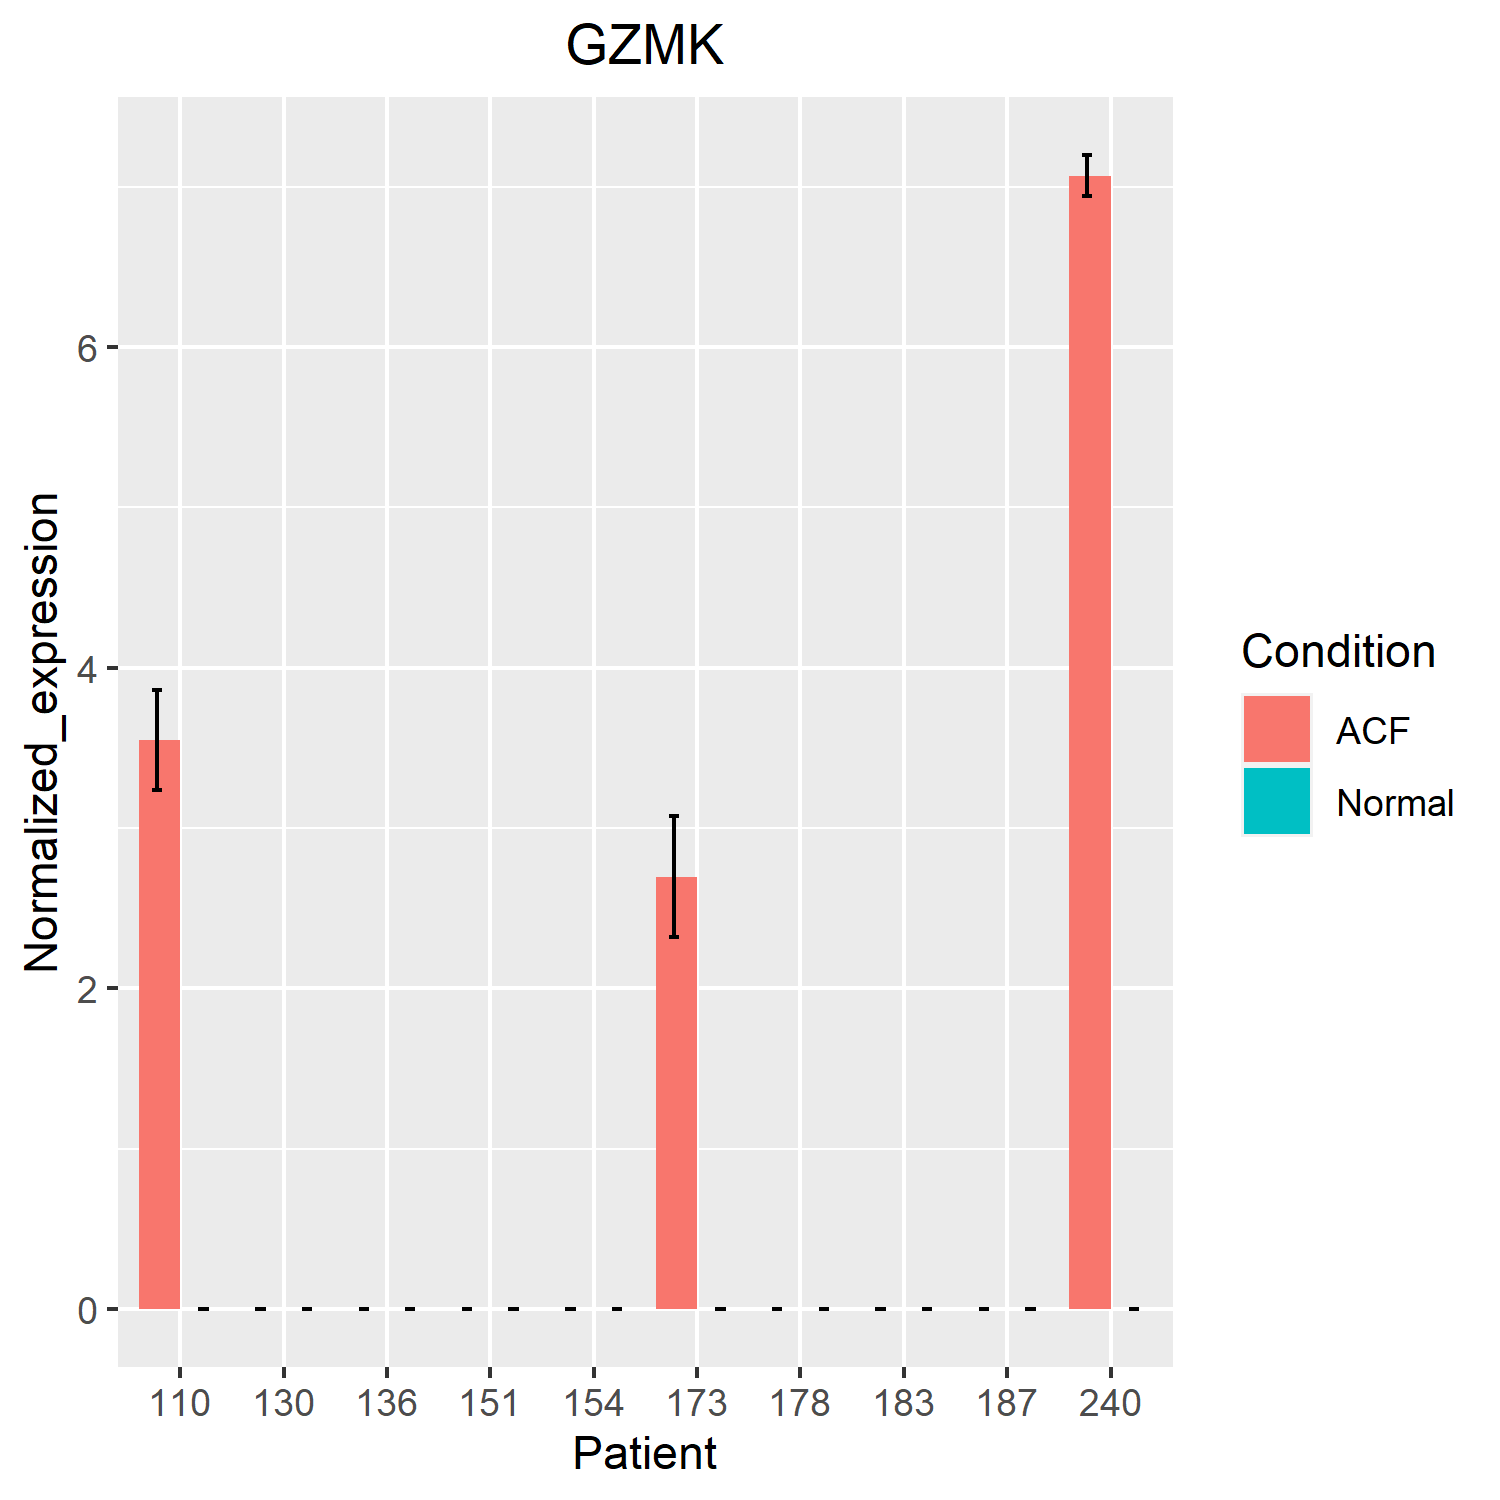 GZMK
Normalized_expression
6
4
2
0
110 130 136 151 154 173 178 183 187 240
Patient
Condition
ACF
Normal